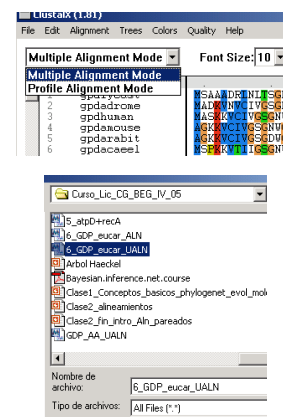 ClustalX (1.81)
File Edit Alignment Trees Colors Quality Help
Multiple Alignment Mode Font Size: 10
Multiple Alignment Mode
Profile Alignment Mode
2 gpdadrome MADKVNVCIVGSG
3 gpdhuman MASKKVCIVGSGN
4 gpdamouse AGKKVCIVGSGNW
5 gpdarabit AGKKVCIVGSGDW
6 gpdacaeel MSPKKVTIIGSGN
Curso_Lic_CG_BEG_IV_05
5_atpD+recA
6_GDP_eucar_ALN
6_GDP_eucar_UALN
Arbol Haeckel
Bayesian.inference.net.course
Clase1_Conceptos_basicos_phylogenet_evol_mol
Clase2_alineamientos
Clase2_fin_intro_Aln_pareados
GDP_AA_UALN
Nombre de
archivo: 6_GDP_eucar_UALN
Tipo de archivos: All Files (*.*)